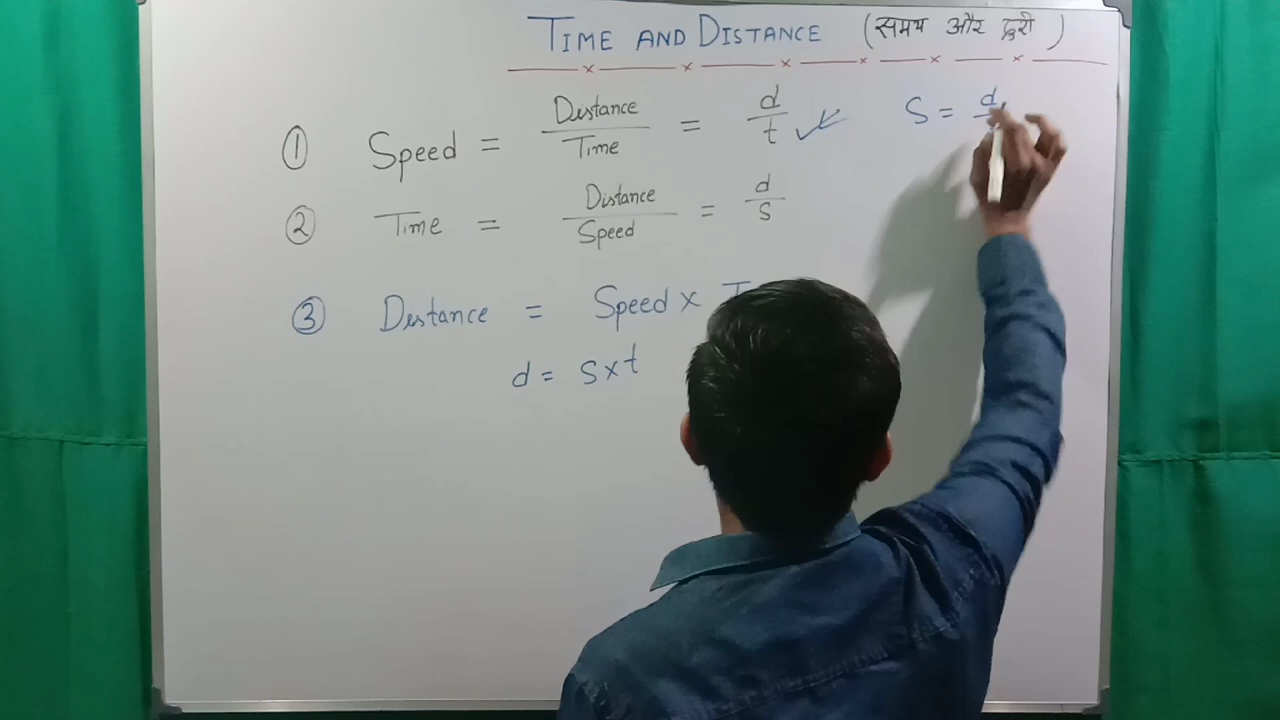 TIME AND DISTANCE (समय और दूरी)
① Speed = Distance / Time = d / t ✓ S = d /
② Time = Distance / Speed = d / S
③ Distance = Speed ×
d = s × t